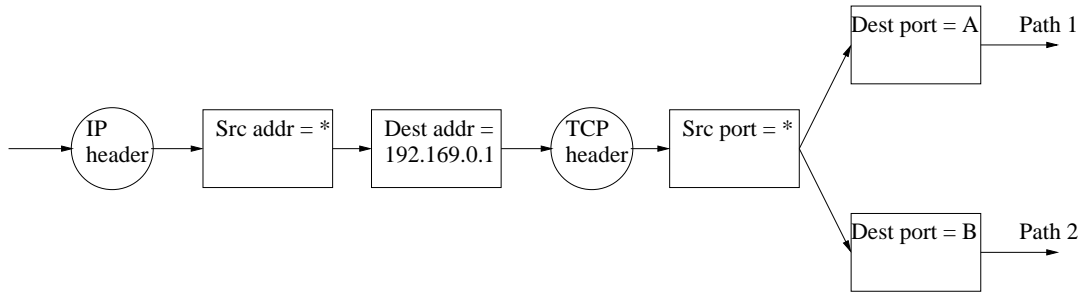 IP
header
Src addr = *
Dest addr =
192.169.0.1
TCP
header
Src port = *
Dest port = A
Path 1
Dest port = B
Path 2